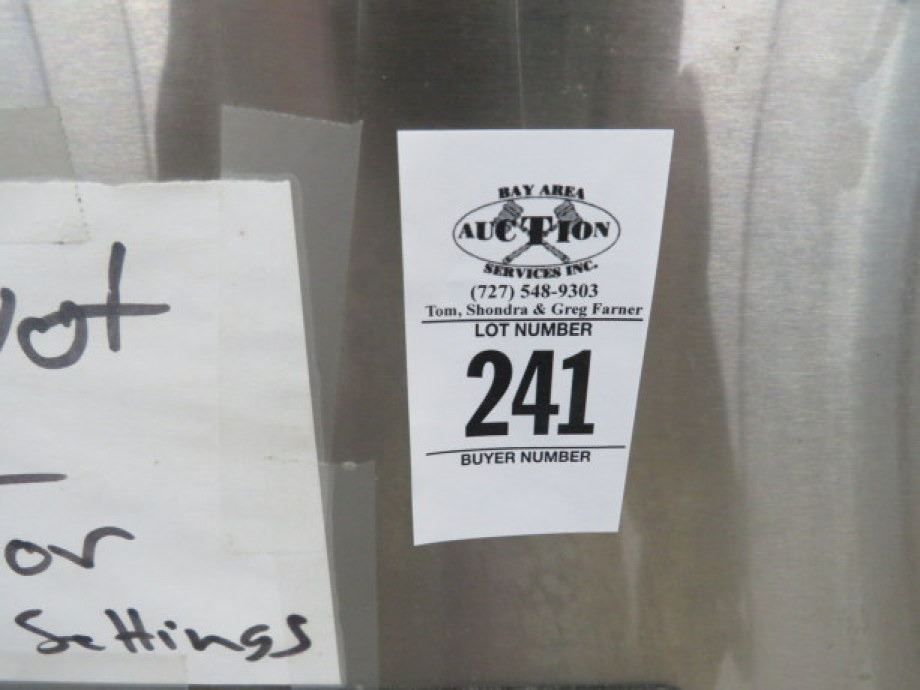 BAY AREA
AUCTION
SERVICES INC.
(727) 548-9303
Tom, Shondra & Greg Farner
LOT NUMBER
241
BUYER NUMBER
or
Settings